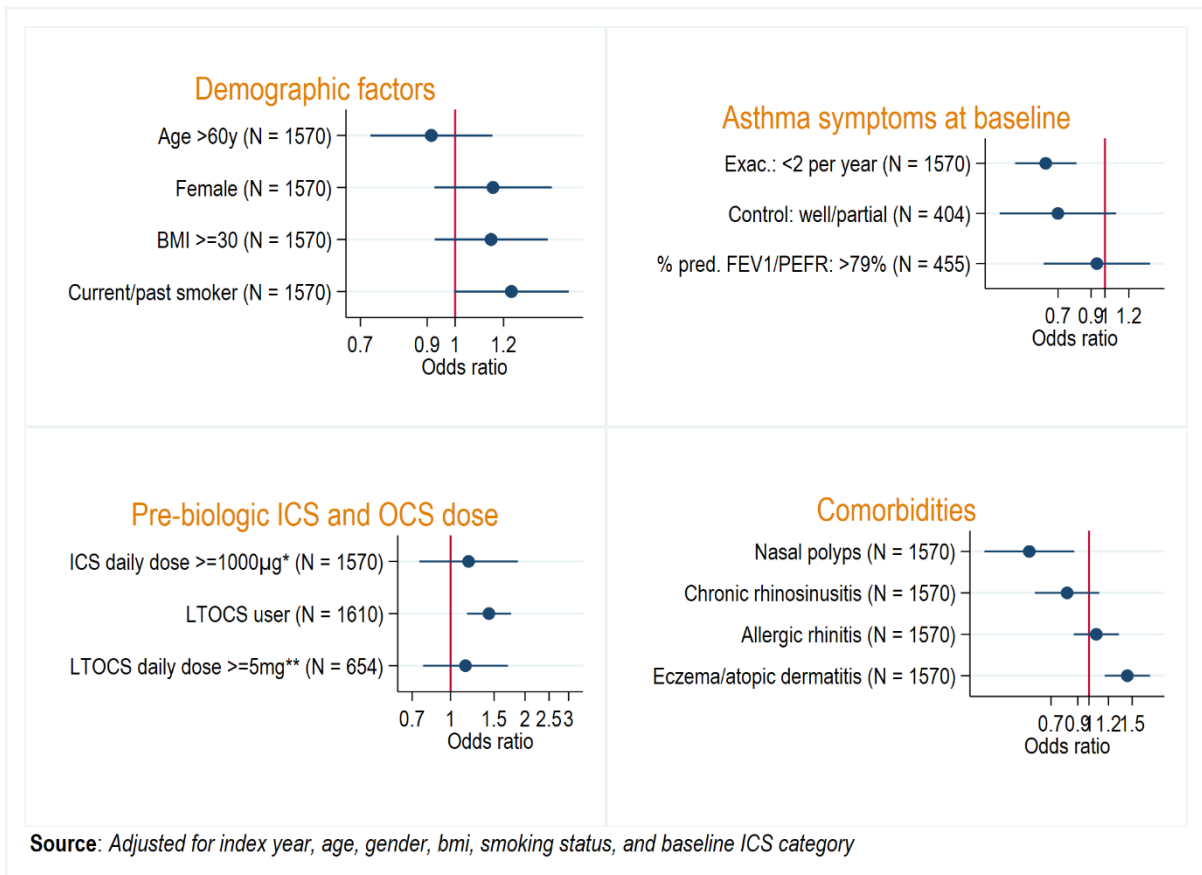 Demographic factors
Age >60y (N = 1570)
Female (N = 1570)
BMI >=30 (N = 1570)
Current/past smoker (N = 1570)
0.7 0.9 1 1.2
Odds ratio
Asthma symptoms at baseline
Exac.: <2 per year (N = 1570)
Control: well/partial (N = 404)
% pred. FEV1/PEFR: >79% (N = 455)
0.7 0.9 1 1.2
Odds ratio
Pre-biologic ICS and OCS dose
ICS daily dose >=1000µg* (N = 1570)
LTOCS user (N = 1610)
LTOCS daily dose >=5mg** (N = 654)
0.7 1 1.5 2 2.5 3
Odds ratio
Comorbidities
Nasal polyps (N = 1570)
Chronic rhinosinusitis (N = 1570)
Allergic rhinitis (N = 1570)
Eczema/atopic dermatitis (N = 1570)
0.7 0.9 1 1.2 1.5
Odds ratio
Source: Adjusted for index year, age, gender, bmi, smoking status, and baseline ICS category